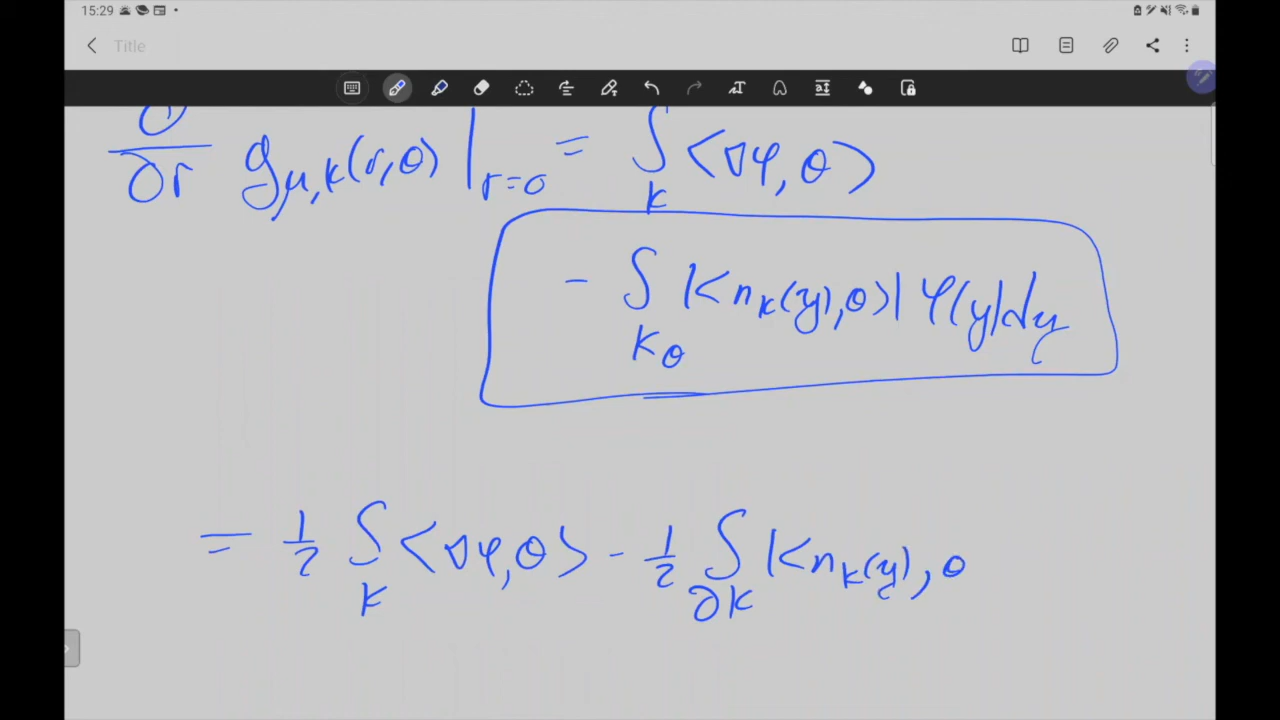 15:29
Title
∂/∂r g_{μ,K}(r,θ)|_{r=0} = ∫_K <∇φ, θ>
- ∫_{K_θ} |<n_K(y), θ>| φ(y) dy
= 1/2 ∫_K <∇φ, θ> - 1/2 ∫_{∂K} |<n_K(y), θ